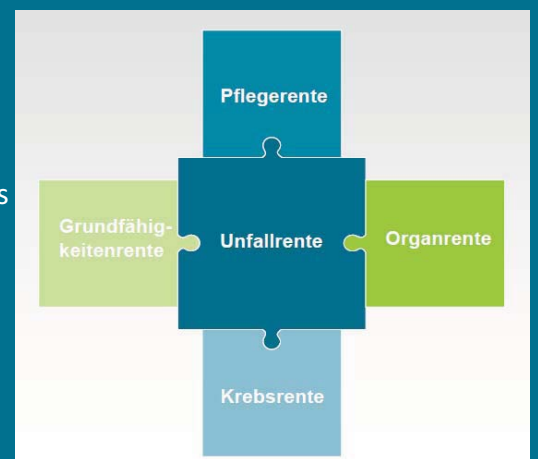 Pflegerente
s
Grundfähig-
keitenrente
Unfallrente
Organrente
Krebsrente